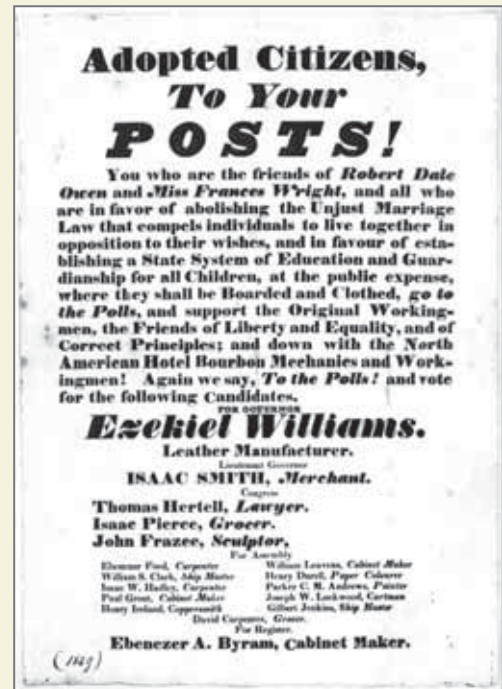 Adopted Citizens,
To Your
POSTS!
You who are the friends of Robert Dale
Owen and Miss Frances Wright, and all who
are in favor of abolishing the Unjust Marriage
Law that compels individuals to live together in
opposition to their wishes, and in favour of esta-
blishing a State System of Education and Guar-
dianship for all Children, at the public expense,
where they shall be Boarded and Clothed, go to
the Polls, and support the Original Working-
men, the Friends of Liberty and Equality, and of
Correct Principles; and down with the North
American Hotel Bourbon Mechanics and Work-
ingmen! Again we say, To the Polls! and vote
for the following Candidates.
FOR GOVERNOR
Ezekiel Williams.
Leather Manufacturer.
Lieutenant Governor
ISAAC SMITH, Merchant.
Congress
Thomas Hertell, Lawyer.
Isaac Pierce, Grocer.
John Frazee, Sculptor,
For Assembly
Ebenezer Ford, Carpenter
William S. Clark, Ship Master
Isaac W. Hadley, Carpenter
Paul Grout, Cabinet Maker
Henry Ireland, Coppersmith
William Leavens, Cabinet Maker
Henry Durell, Paper Colourer
Parker C. M. Andrews, Painter
Joseph W. Lockwood, Cartman
Gilbert Jenkins, Ship Master
David Carpenter, Grocer.
For Register.
Ebenezer A. Byram, Cabinet Maker.